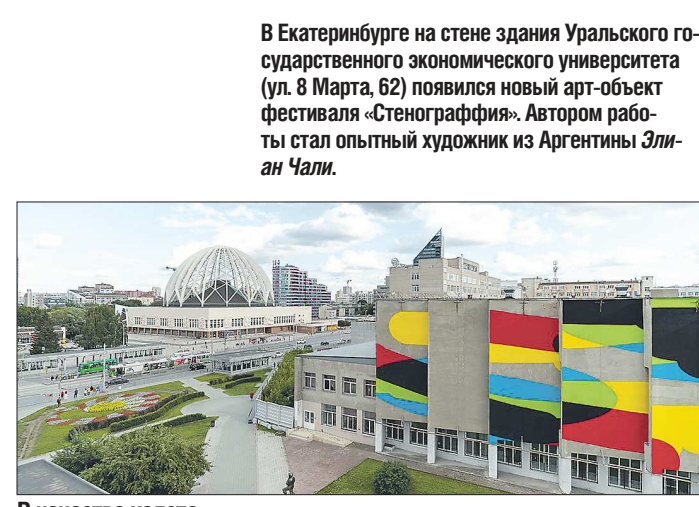 В Екатеринбурге на стене здания Уральского го-
сударственного экономического университета
(ул. 8 Марта, 62) появился новый арт-объект
фестиваля «Стенограффия». Автором рабо-
ты стал опытный художник из Аргентины Эли-
ан Чали.